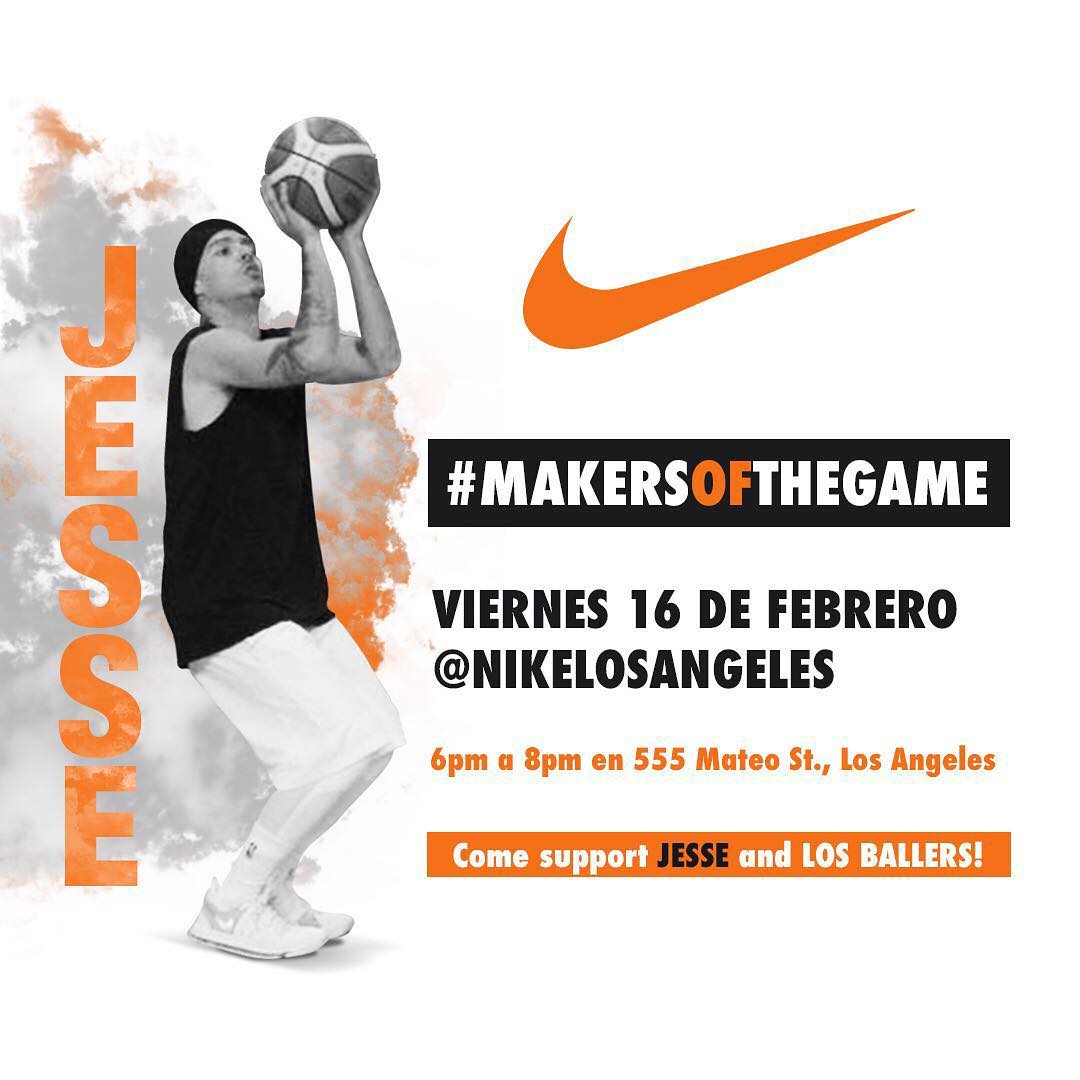 JESSE
#MAKERSOFTHEGAME
VIERNES 16 DE FEBRERO
@NIKELOSANGELES
6pm a 8pm en 555 Mateo St., Los Angeles
Come support JESSE and LOS BALLERS!